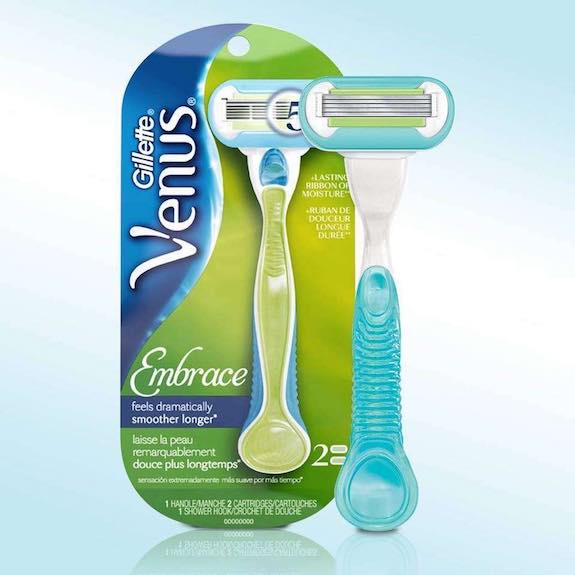 Gillette®
Venus®
5
+LASTING
RIBBON OF
MOISTURE**
+RUBAN DE
DOUCEUR
LONGUE
DURÉE**
Embrace
feels dramatically
smoother longer*
laisse la peau
remarquablement
douce plus longtemps*
sensación extremadamente más suave por más tiempo*
2
1 HANDLE/MANCHE 2 CARTRIDGES/CARTOUCHES
1 SHOWER HOOK/CROCHET DE DOUCHE
00000000